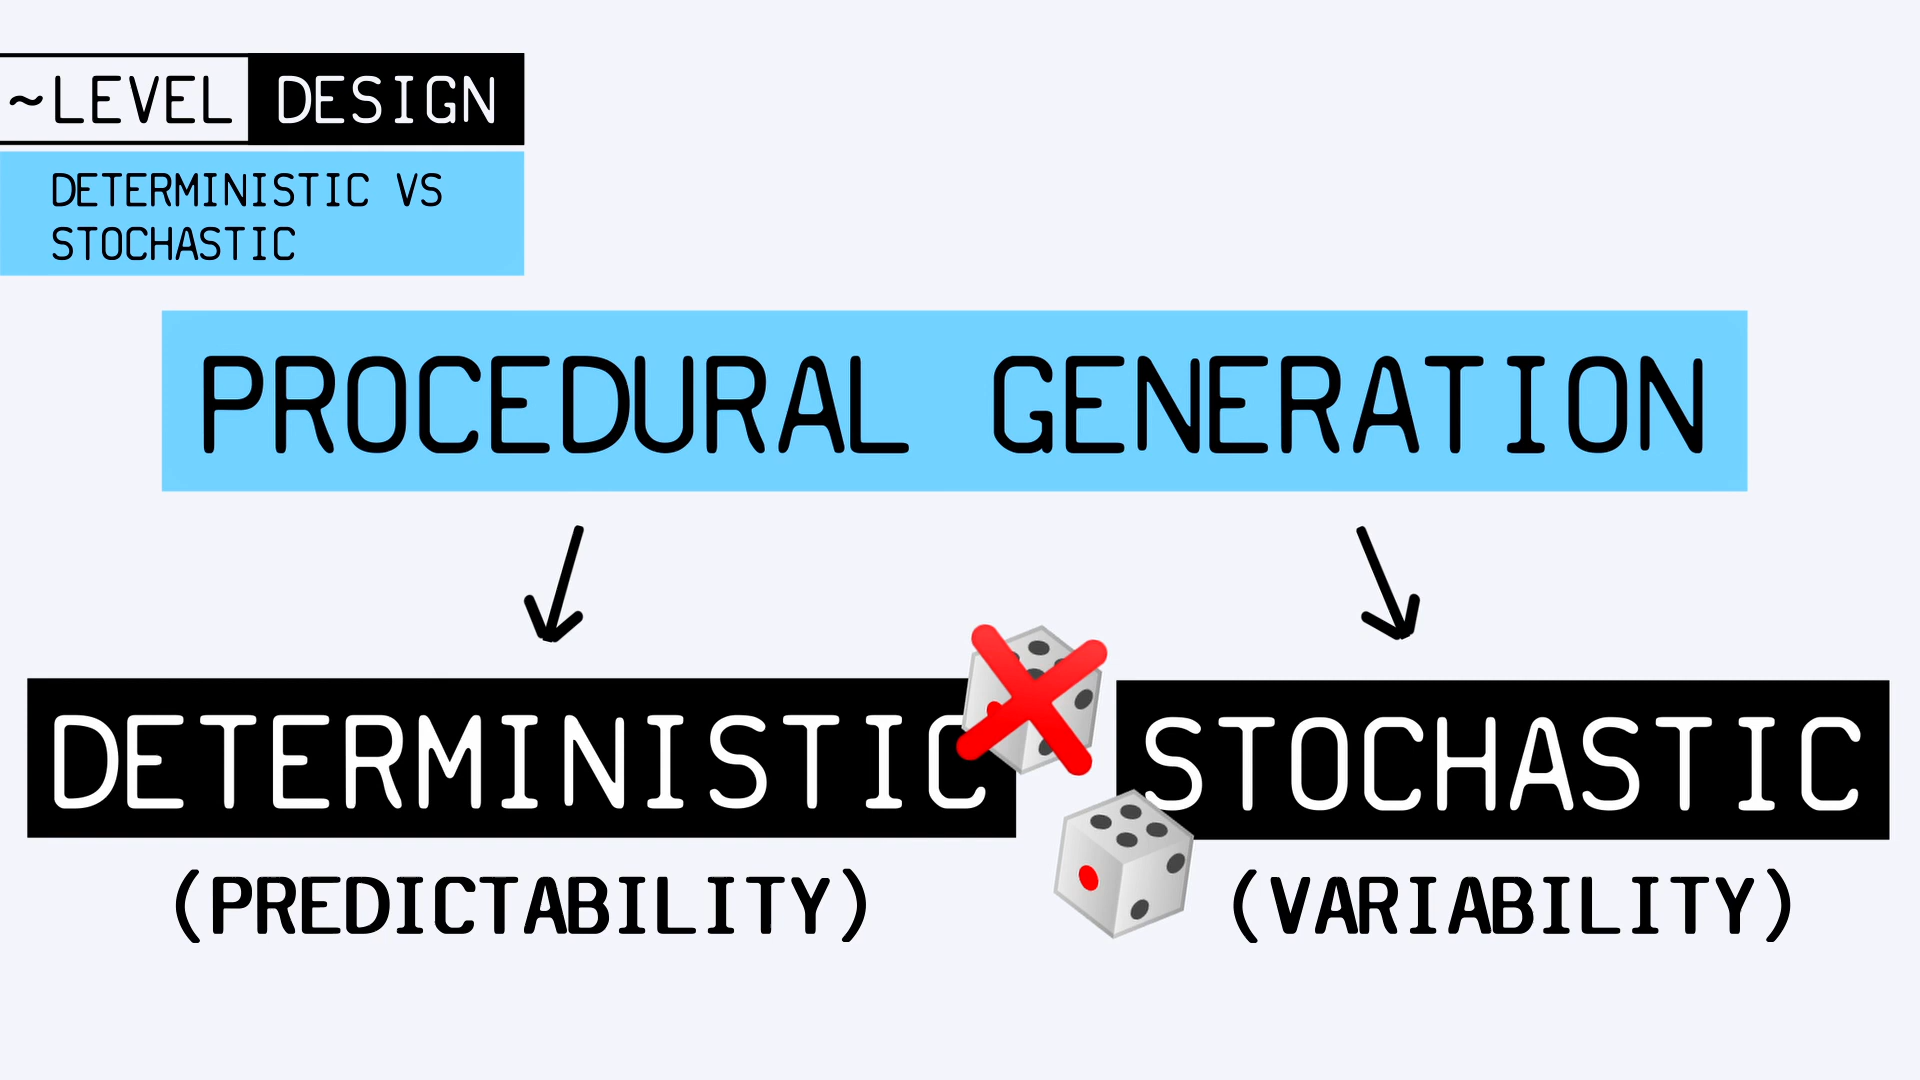 ~LEVEL DESIGN
DETERMINISTIC VS
STOCHASTIC
PROCEDURAL GENERATION
DETERMINISTIC
STOCHASTIC
(PREDICTABILITY)
(VARIABILITY)